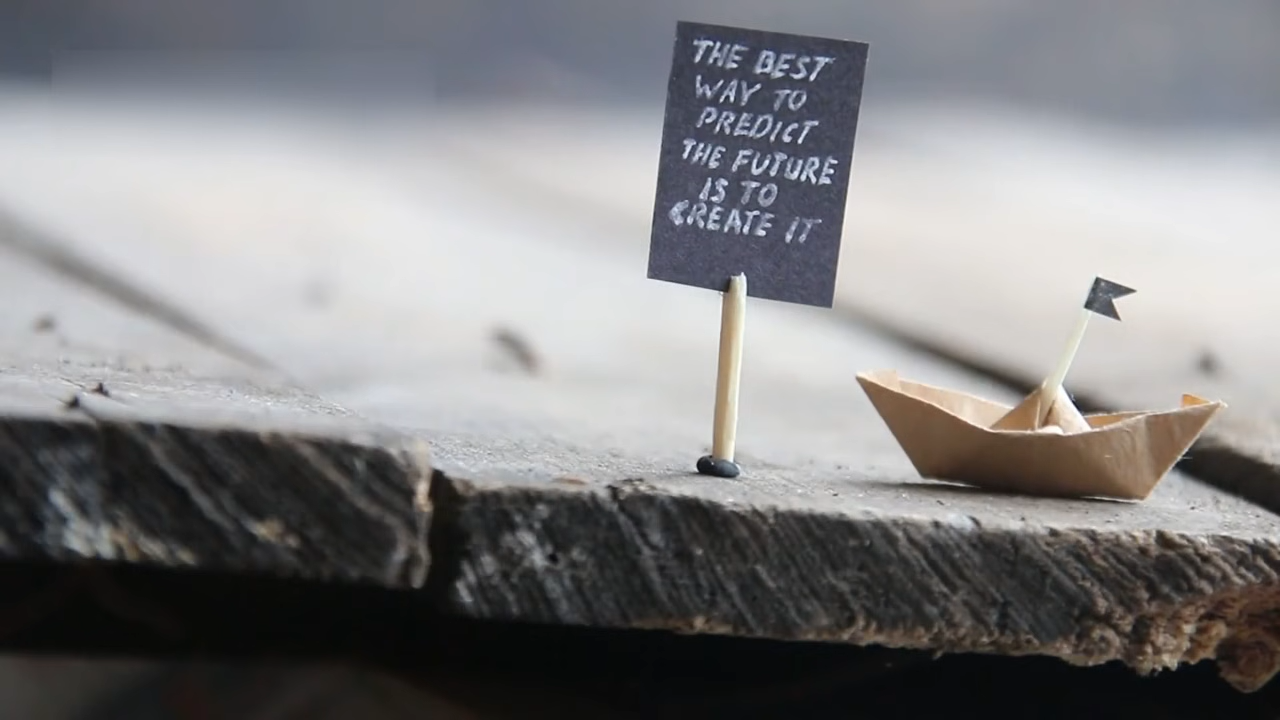 THE BEST
WAY TO
PREDICT
THE FUTURE
IS TO
CREATE IT